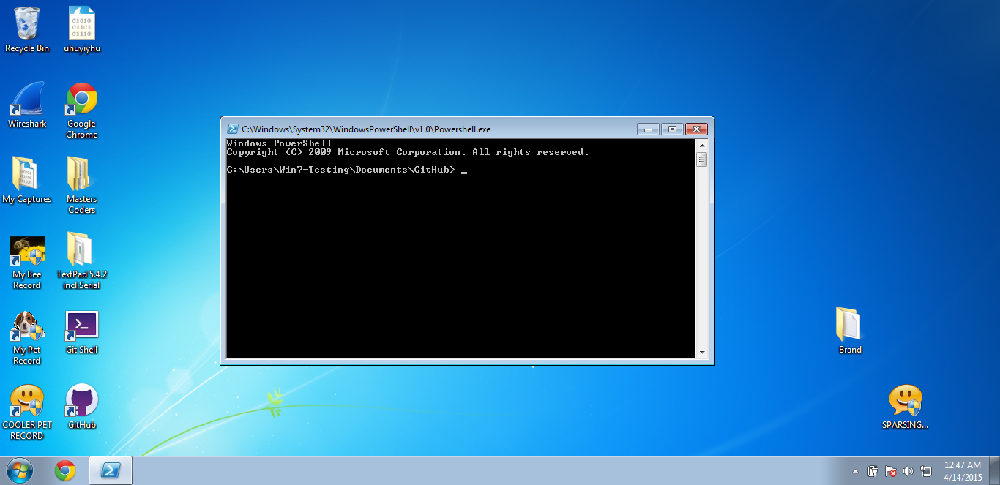 Recycle Bin
uhuyiyhu
01010
01101
01110
Wireshark
Google
Chrome
My Captures
Masters
Coders
My Bee
Record
TextPad 5.4.2
incl.Serial
My Pet
Record
Git Shell
COOLER PET
RECORD
GitHub
C:\Windows\System32\WindowsPowerShell\v1.0\Powershell.exe
Windows PowerShell
Copyright (C) 2009 Microsoft Corporation. All rights reserved.
C:\Users\Win7-Testing\Documents\GitHub> _
Brand
SPARSING...
12:47 AM
4/14/2015